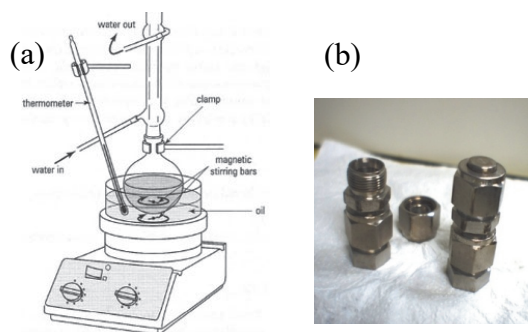 (a)
water out
thermometer
clamp
water in
magnetic
stirring bars
oil
(b)